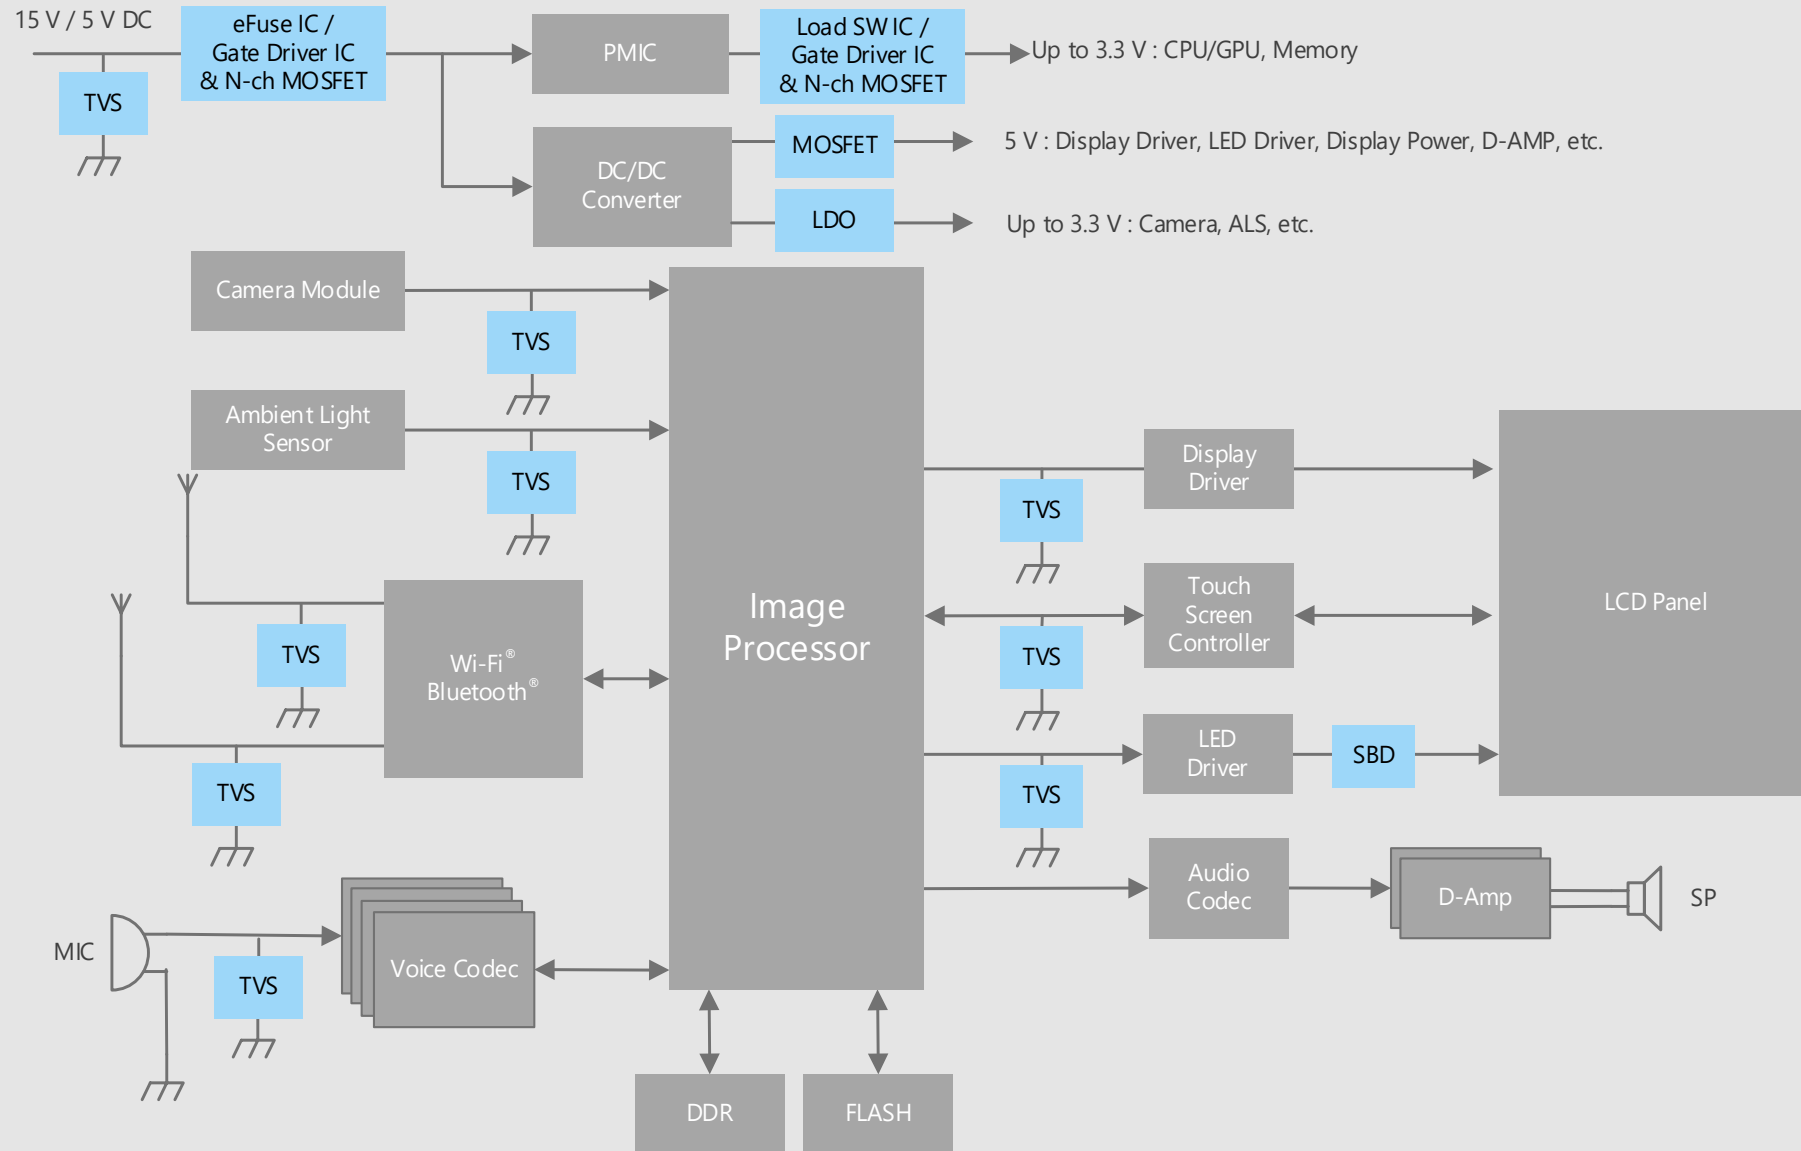 15 V / 5 V DC
eFuse IC /
Gate Driver IC
& N-ch MOSFET
TVS
PMIC
Load SW IC /
Gate Driver IC
& N-ch MOSFET
Up to 3.3 V : CPU/GPU, Memory
DC/DC
Converter
MOSFET
5 V : Display Driver, LED Driver, Display Power, D-AMP, etc.
LDO
Up to 3.3 V : Camera, ALS, etc.
Camera Module
TVS
Ambient Light
Sensor
TVS
Wi-Fi®
Bluetooth®
TVS
TVS
MIC
TVS
Voice Codec
Image
Processor
DDR
FLASH
Display
Driver
TVS
Touch
Screen
Controller
TVS
LED
Driver
TVS
SBD
LCD Panel
Audio
Codec
D-Amp
SP